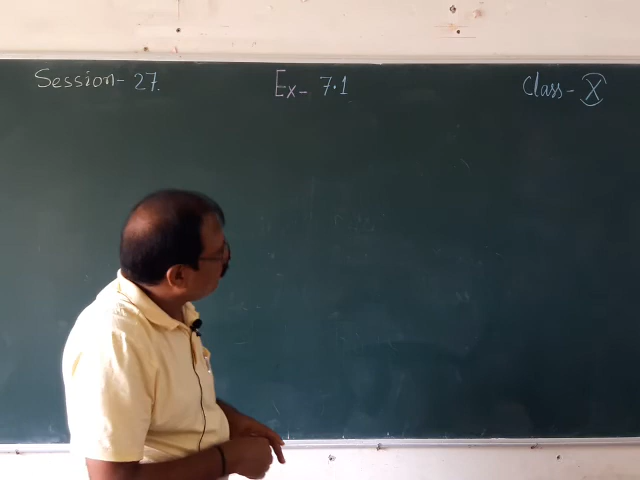 Session- 27.
Ex- 7.1
Class- X